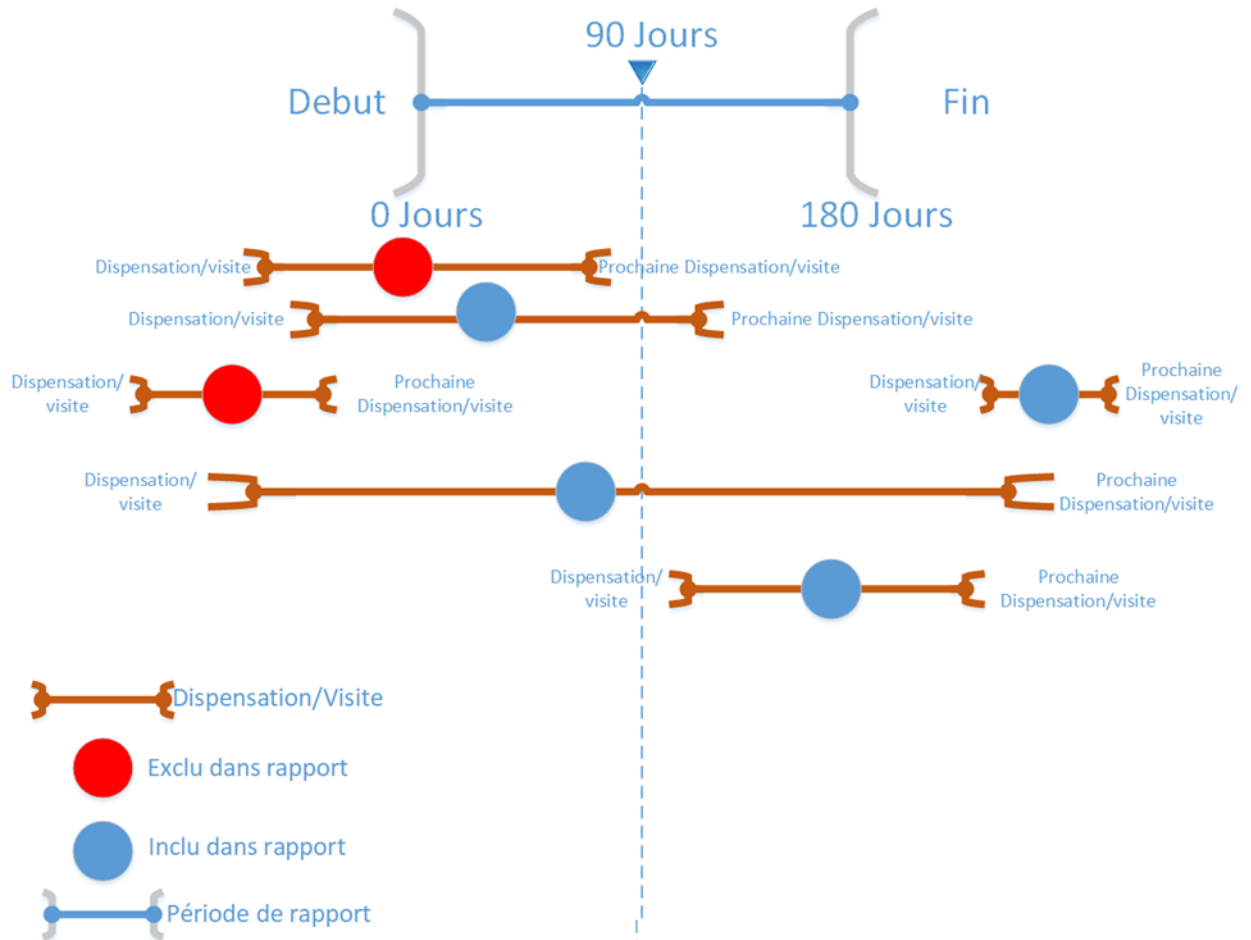 90 Jours
Debut
Fin
0 Jours
180 Jours
Dispensation/visite
Prochaine Dispensation/visite
Dispensation/visite
Prochaine Dispensation/visite
Dispensation/
visite
Prochaine
Dispensation/visite
Dispensation/
visite
Prochaine
Dispensation/
visite
Dispensation/
visite
Prochaine
Dispensation/visite
Dispensation/
visite
Prochaine
Dispensation/visite
Dispensation/Visite
Exclu dans rapport
Inclu dans rapport
Période de rapport